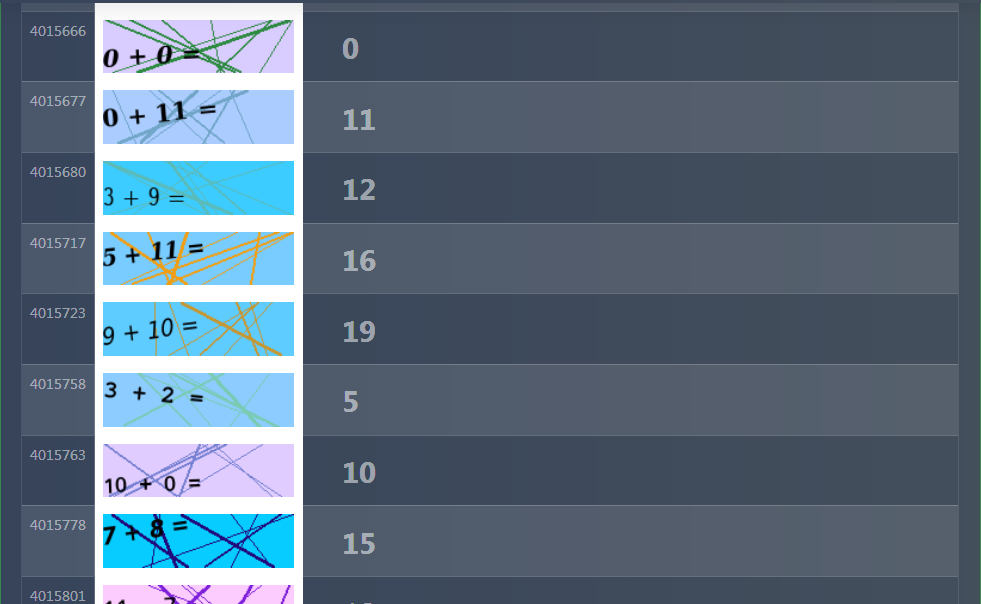 4015666 0 + 0 = 0
4015677 0 + 11 = 11
4015680 3 + 9 = 12
4015717 5 + 11 = 16
4015723 9 + 10 = 19
4015758 3 + 2 = 5
4015763 10 + 0 = 10
4015778 7 + 8 = 15
4015801